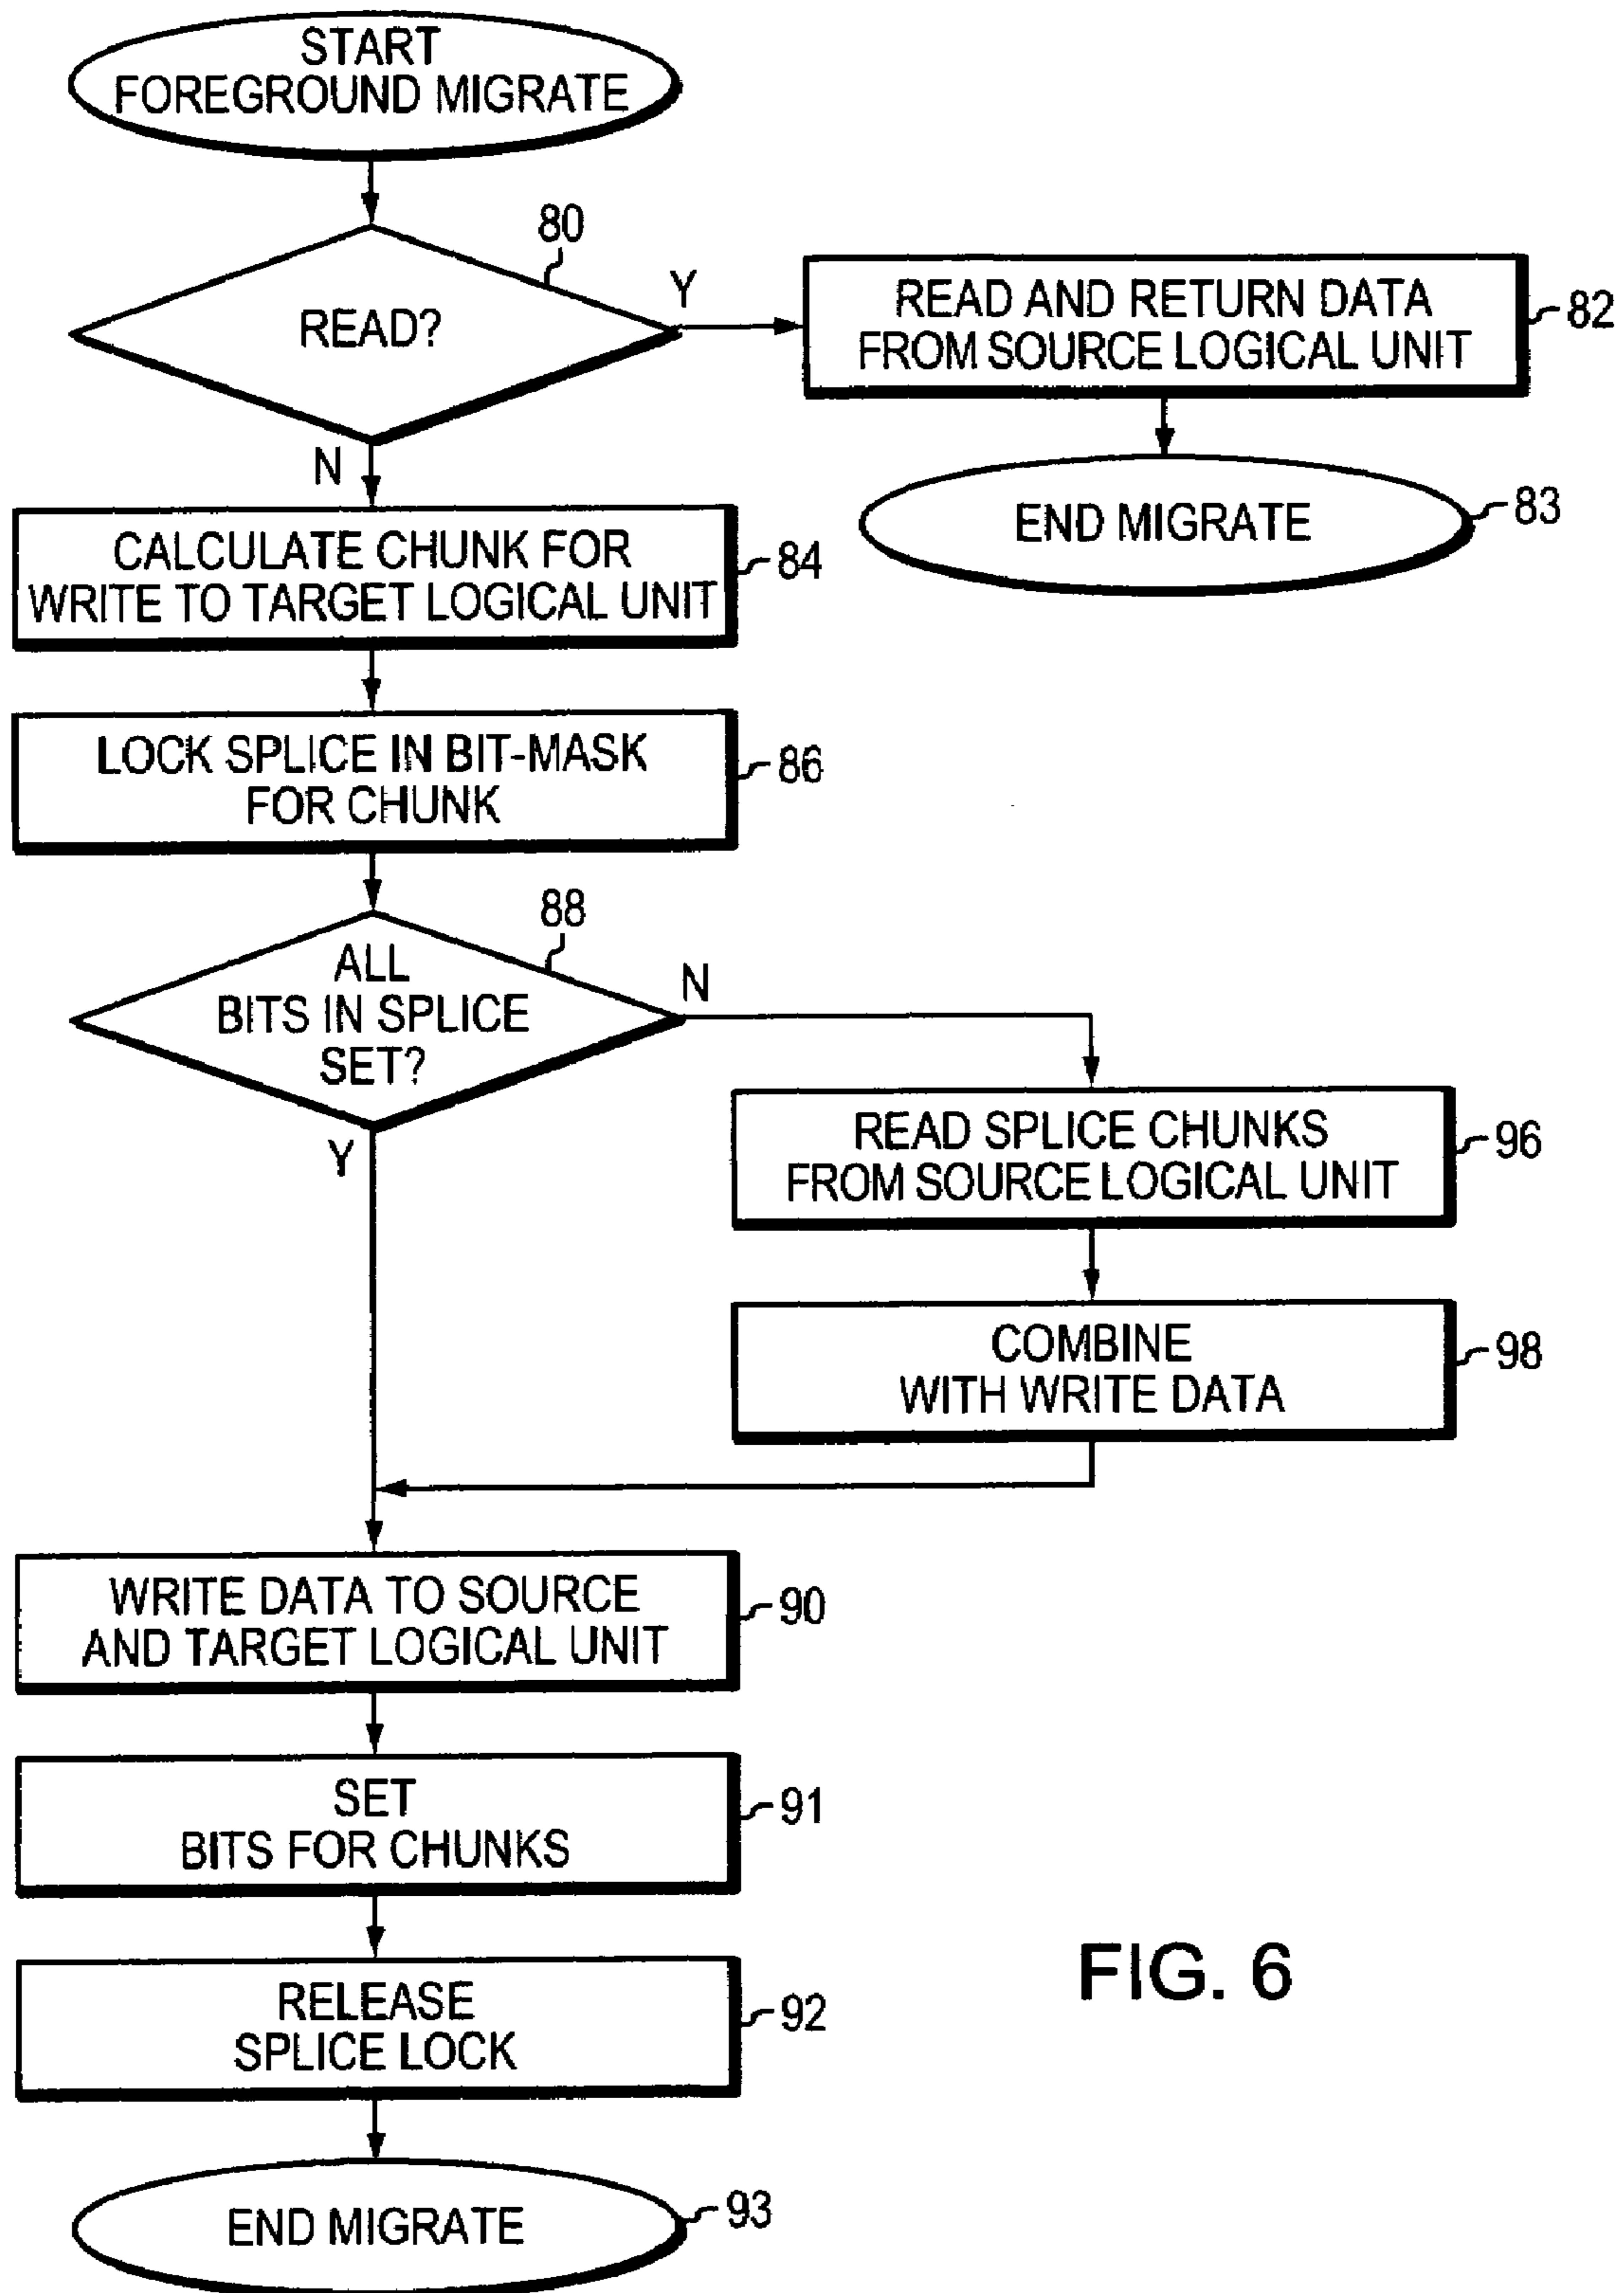 START
FOREGROUND MIGRATE
80
READ?
Y
READ AND RETURN DATA
FROM SOURCE LOGICAL UNIT
82
N
END MIGRATE
83
CALCULATE CHUNK FOR
WRITE TO TARGET LOGICAL UNIT
84
LOCK SPLICE IN BIT-MASK
FOR CHUNK
86
88
ALL
BITS IN SPLICE
SET?
N
Y
READ SPLICE CHUNKS
FROM SOURCE LOGICAL UNIT
96
COMBINE
WITH WRITE DATA
98
WRITE DATA TO SOURCE
AND TARGET LOGICAL UNIT
90
SET
BITS FOR CHUNKS
91
RELEASE
SPLICE LOCK
92
END MIGRATE
93
FIG. 6